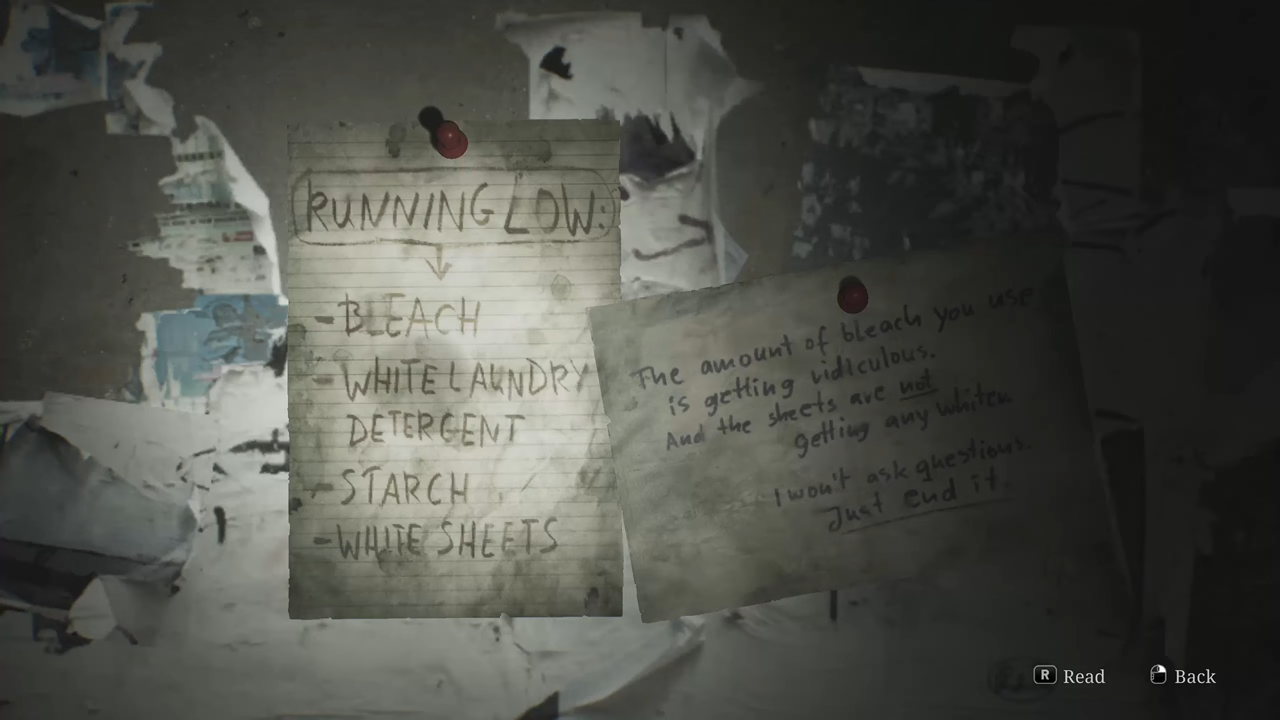 RUNNING LOW:
- BLEACH
- WHITE LAUNDRY
DETERGENT
- STARCH
- WHITE SHEETS
The amount of bleach you use
is getting ridiculous.
And the sheets are not
getting any whiter.
I won't ask questions.
Just end it.
R Read
Back